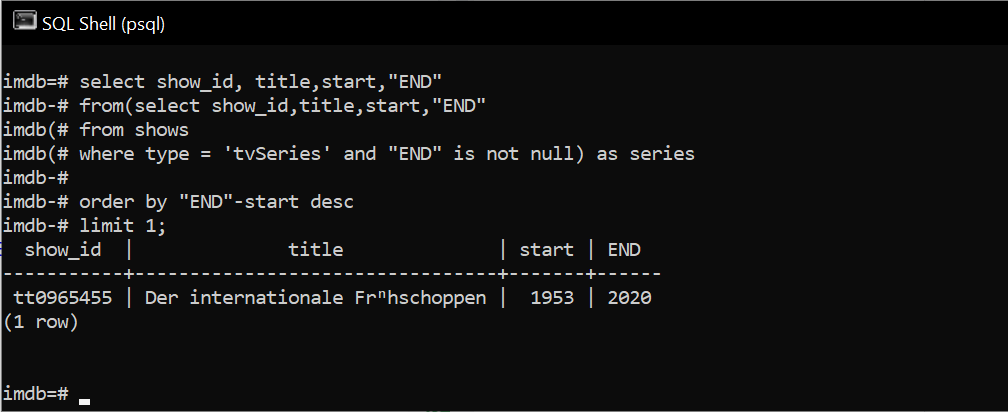 SQL Shell (psql)
imdb=# select show_id, title,start,"END"
imdb-# from(select show_id,title,start,"END"
imdb(# from shows
imdb(# where type = 'tvSeries' and "END" is not null) as series
imdb-#
imdb-# order by "END"-start desc
imdb-# limit 1;
  show_id  |              title               | start | END
-----------+----------------------------------+-------+------
 tt0965455 | Der internationale Frⁿhschoppen |  1953 | 2020
(1 row)
imdb=#